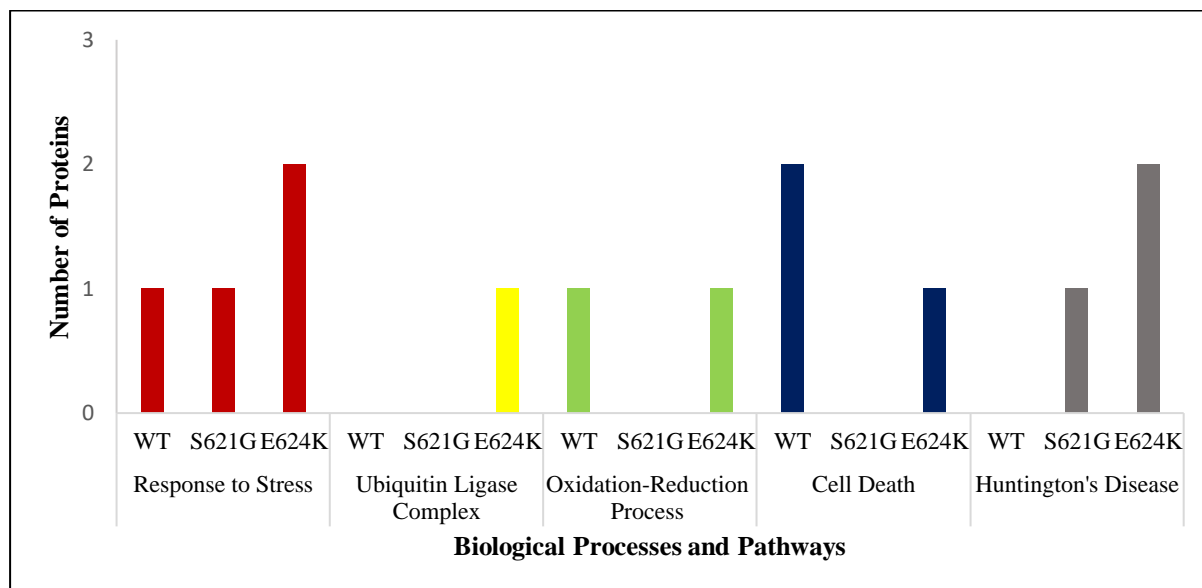 Number of Proteins
3
2
1
0
WT S621G E624K WT S621G E624K WT S621G E624K WT S621G E624K WT S621G E624K
Response to Stress Ubiquitin Ligase Oxidation-Reduction Cell Death Huntington's Disease
Complex Process
Biological Processes and Pathways